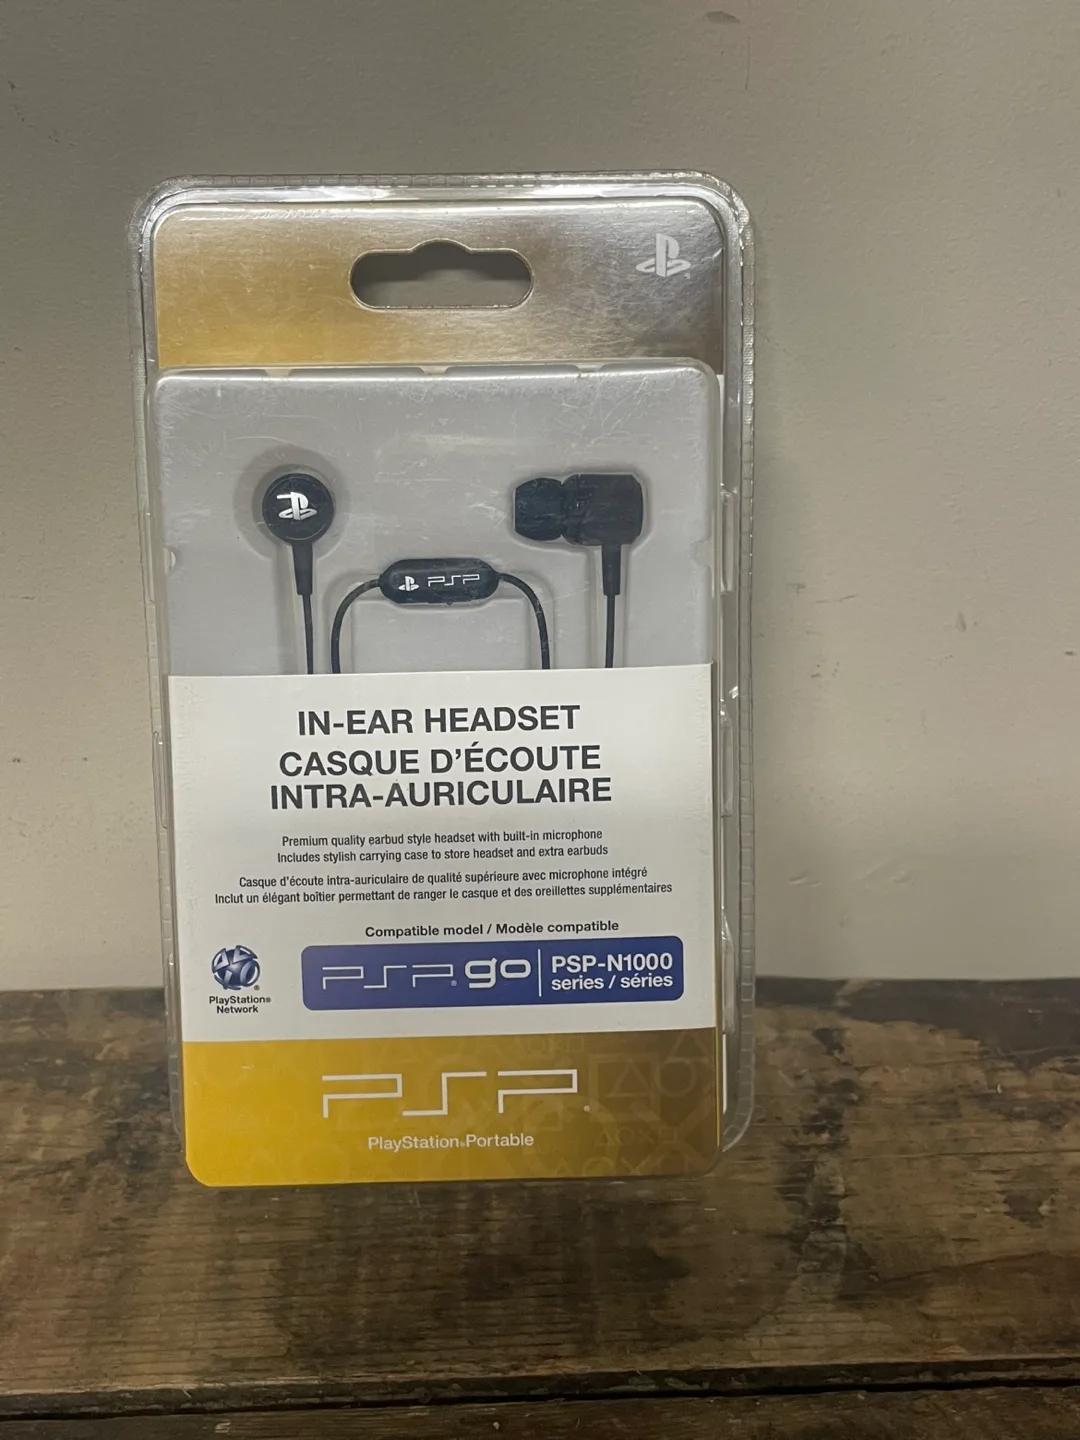 PSP
IN-EAR HEADSET
CASQUE D'ÉCOUTE
INTRA-AURICULAIRE
Premium quality earbud style headset with built-in microphone
Includes stylish carrying case to store headset and extra earbuds
Casque d'écoute intra-auriculaire de qualité supérieure avec microphone intégré
Inclut un élégant boîtier permettant de ranger le casque et des oreillettes supplémentaires
Compatible model / Modèle compatible
PSP® go
PSP-N1000
series / séries
PlayStation®
Network
PSP®
PlayStation®Portable